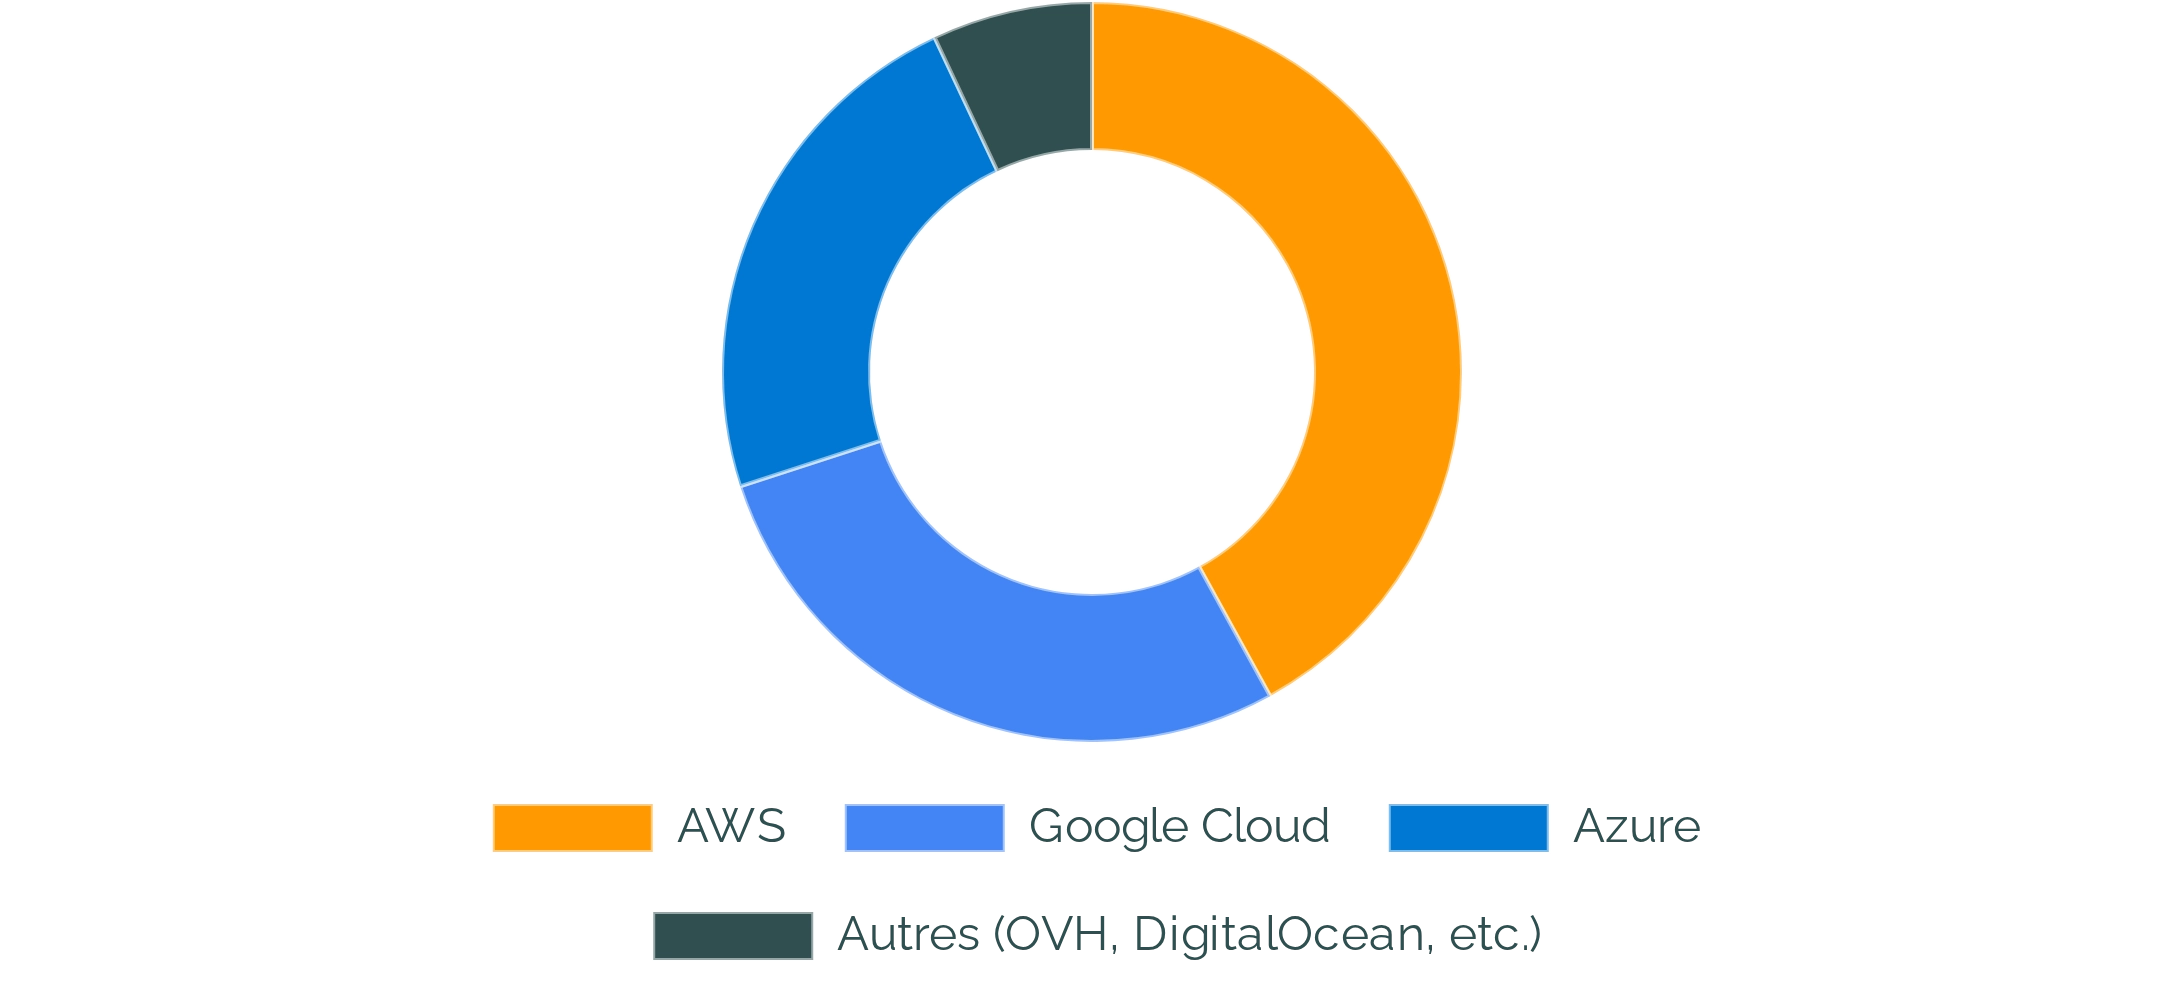 AWS Google Cloud Azure
Autres (OVH, DigitalOcean, etc.)